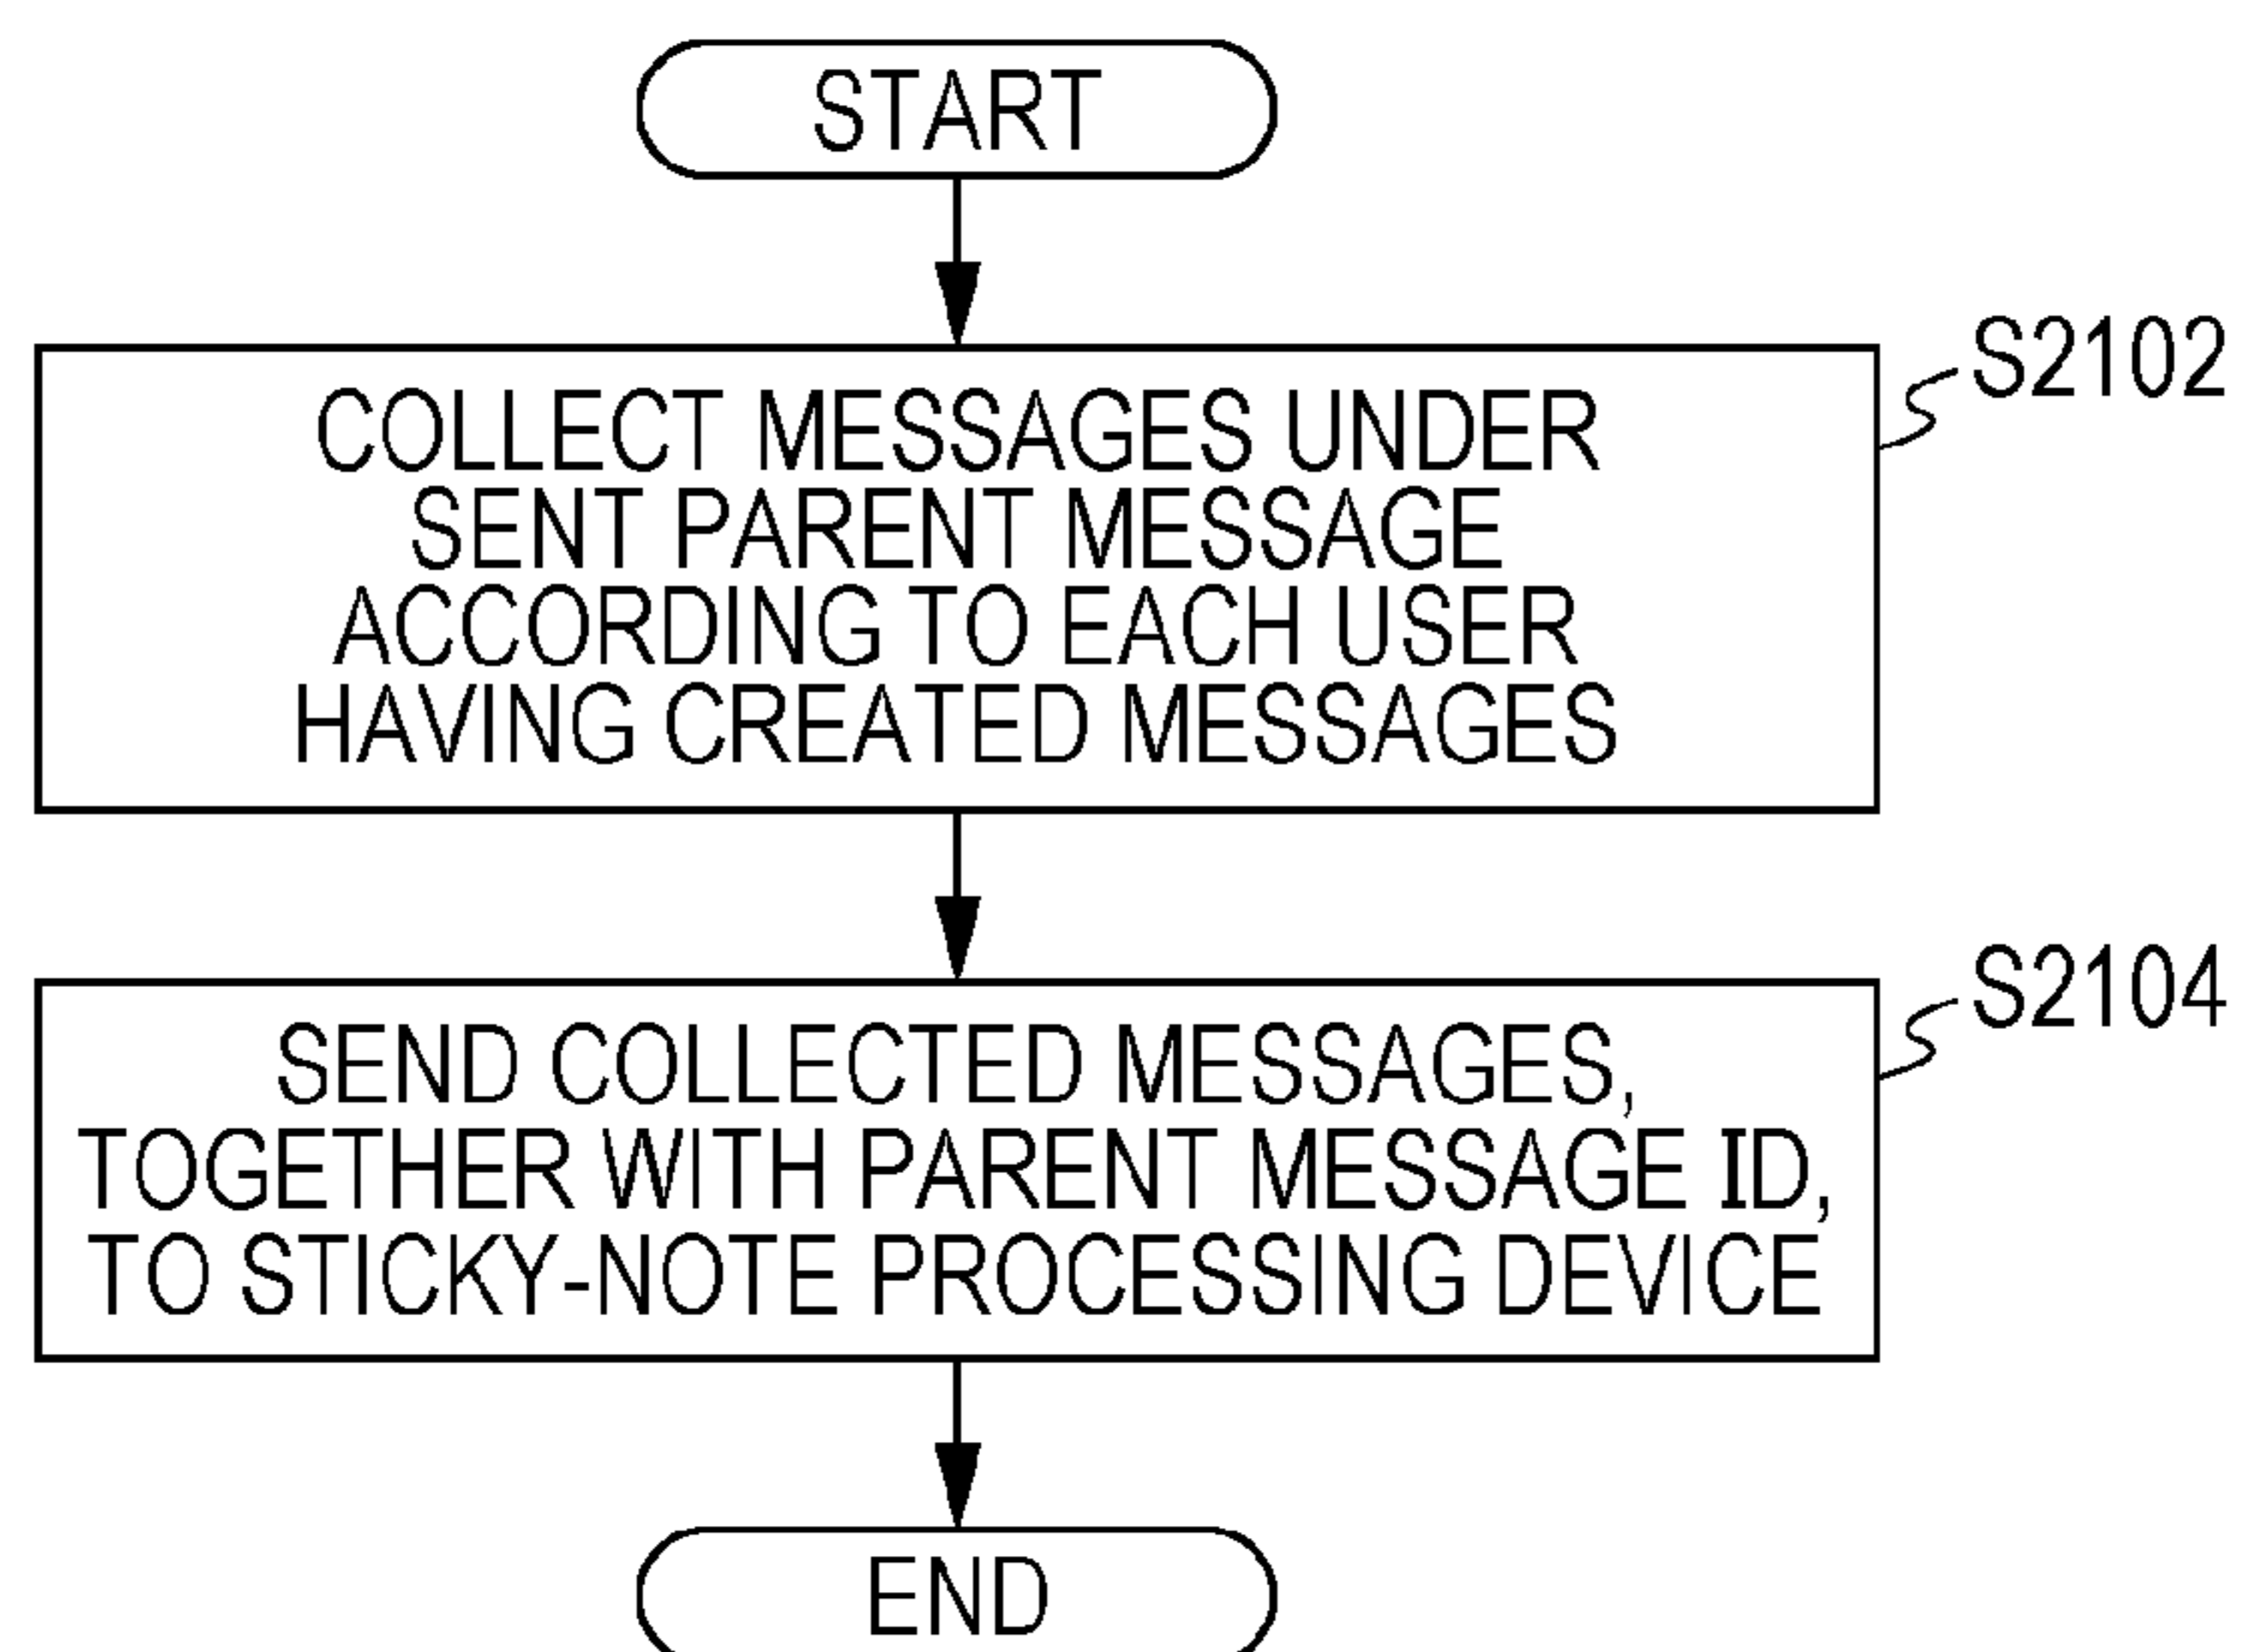 START
S2102
COLLECT MESSAGES UNDER
SENT PARENT MESSAGE
ACCORDING TO EACH USER
HAVING CREATED MESSAGES
S2104
SEND COLLECTED MESSAGES,
TOGETHER WITH PARENT MESSAGE ID,
TO STICKY-NOTE PROCESSING DEVICE
END